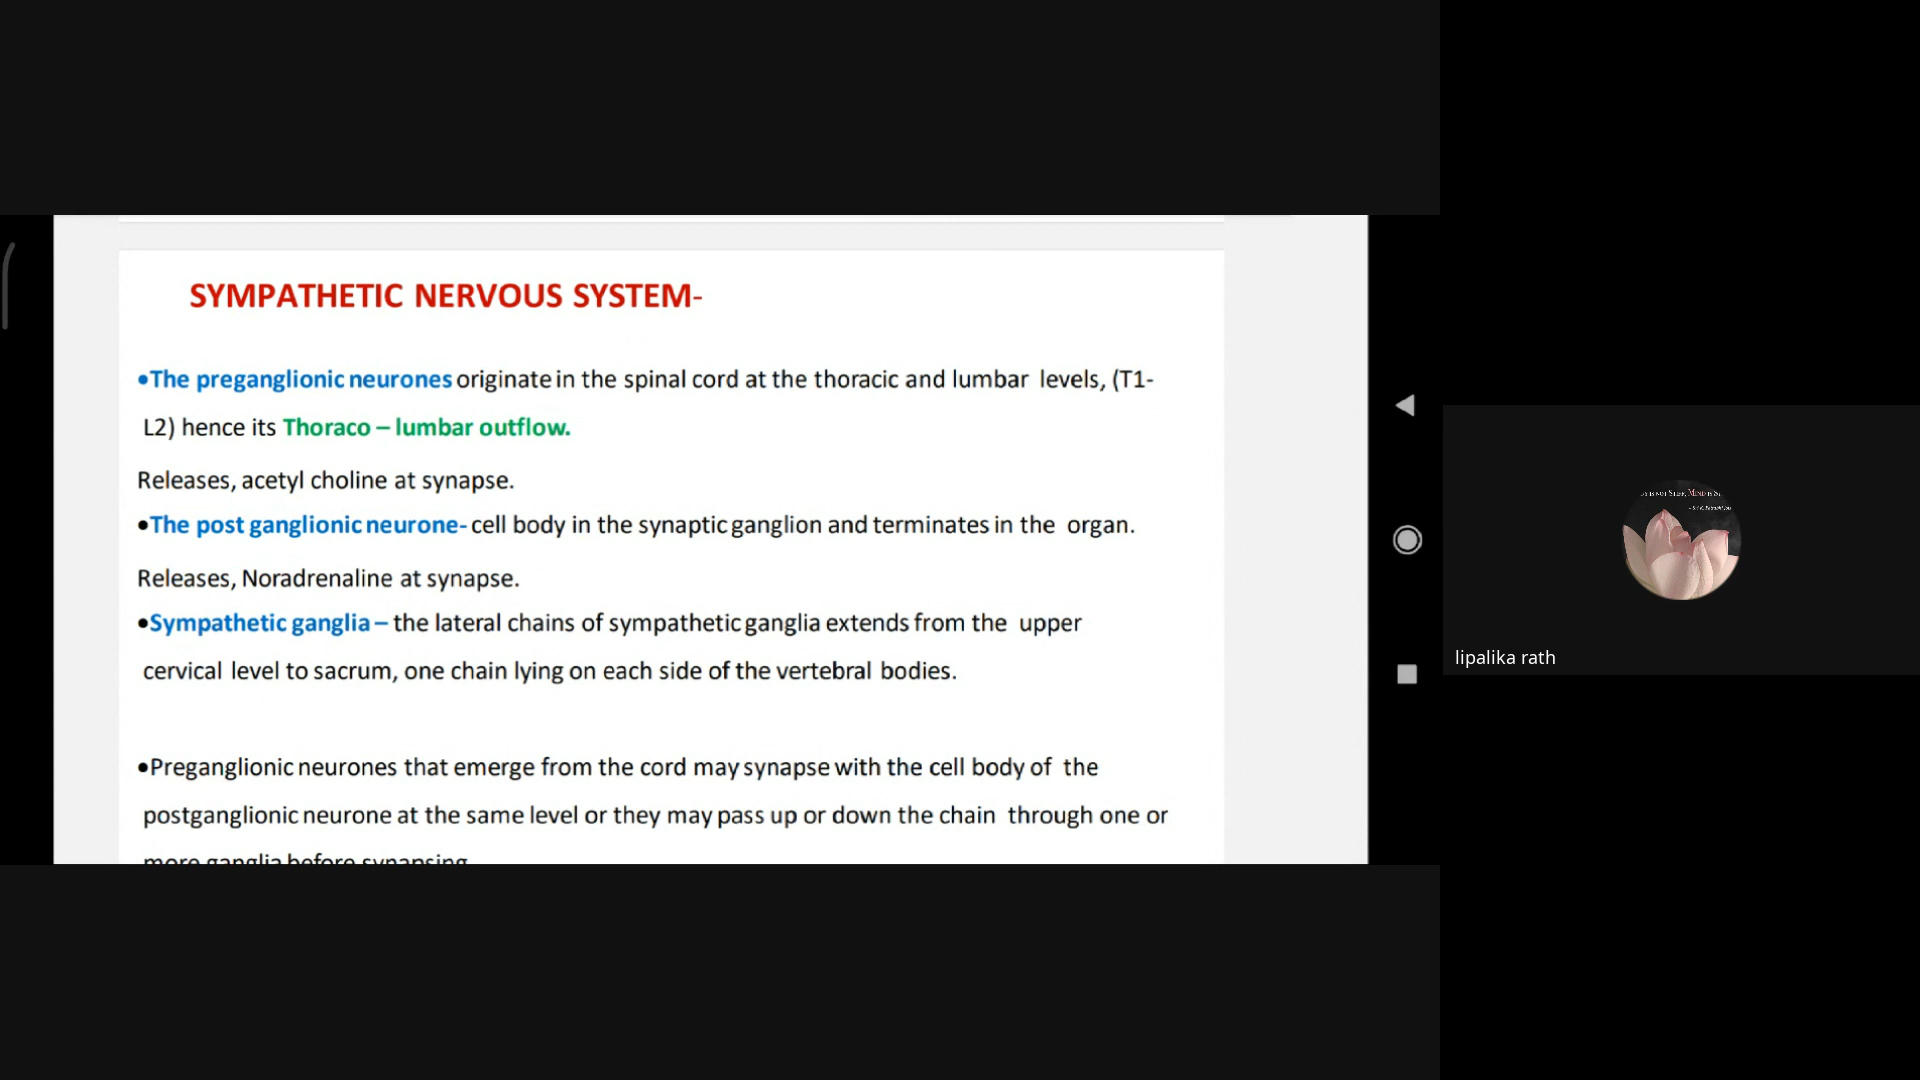 SYMPATHETIC NERVOUS SYSTEM-
•The preganglionic neurones originate in the spinal cord at the thoracic and lumbar levels, (T1-
L2) hence its Thoraco – lumbar outflow.
Releases, acetyl choline at synapse.
•The post ganglionic neurone- cell body in the synaptic ganglion and terminates in the organ.
Releases, Noradrenaline at synapse.
•Sympathetic ganglia – the lateral chains of sympathetic ganglia extends from the upper
cervical level to sacrum, one chain lying on each side of the vertebral bodies.
•Preganglionic neurones that emerge from the cord may synapse with the cell body of the
postganglionic neurone at the same level or they may pass up or down the chain through one or
more ganglia before synapsing
lipalika rath